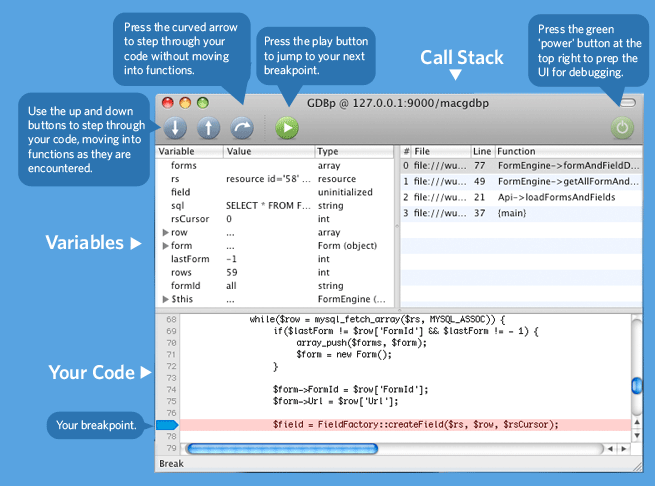 Press the curved arrow
to step through your
code without moving
into functions.
Press the play button
to jump to your next
breakpoint.
Call Stack
Press the green
'power' button at the
top right to prep the
UI for debugging.
Use the up and down
buttons to step through
your code, moving into
functions as they are
encountered.
GDBp @ 127.0.0.1:9000/macgdbp
Variable Value Type
forms array
rs resource id='58' ... resource
field uninitialized
sql SELECT * FROM F... string
rsCursor 0 int
row ... array
form ... Form (object)
lastForm -1 int
rows 59 int
formId all string
$this ... FormEngine (...
# File Line Function
0 file:///wu... 77 FormEngine->formAndFieldD...
1 file:///wu... 49 FormEngine->getAllFormAnd...
2 file:///wu... 21 Api->loadFormsAndFields
3 file:///wu... 37 {main}
Variables
Your Code
Your breakpoint.
68 while($row = mysql_fetch_array($rs, MYSQL_ASSOC)) {
69 if($lastForm != $row['FormId'] && $lastForm != - 1) {
70 array_push($forms, $form);
71 $form = new Form();
72 }
73
74 $form->FormId = $row['FormId'];
75 $form->Url = $row['Url'];
76
$field = FieldFactory::createField($rs, $row, $rsCursor);
78
79
Break